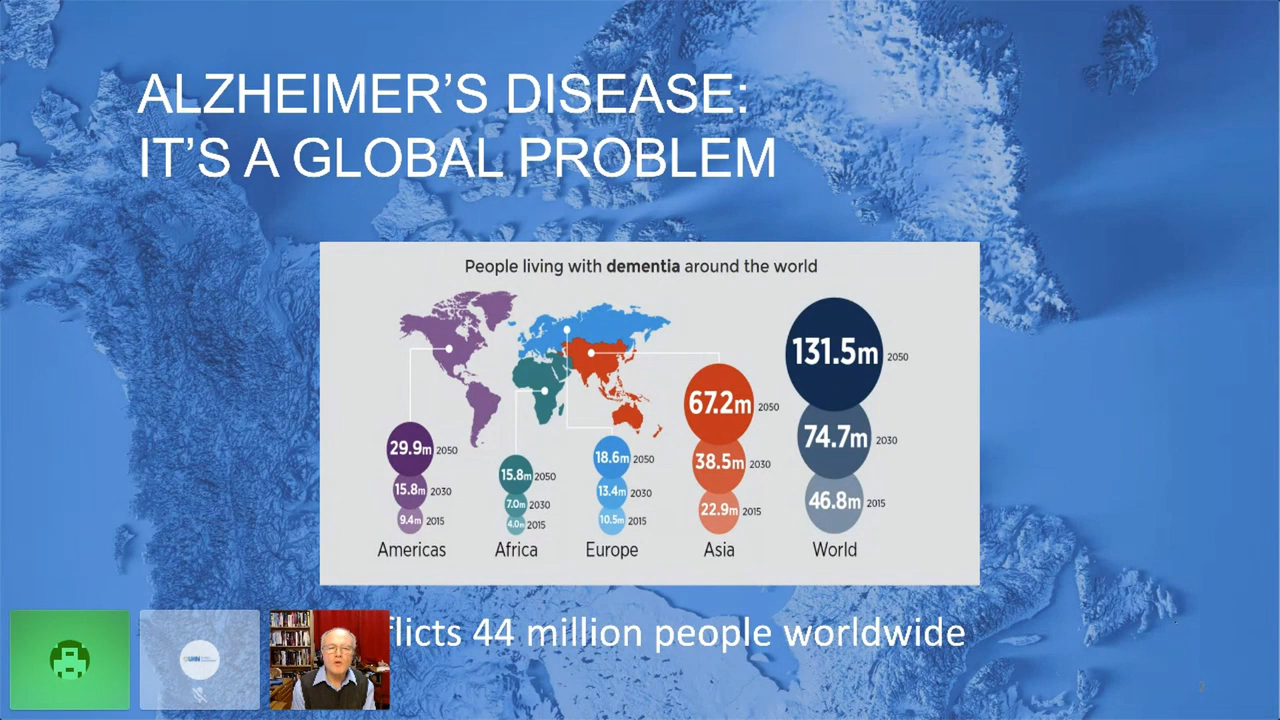 ALZHEIMER'S DISEASE:
IT'S A GLOBAL PROBLEM
People living with dementia around the world
131.5m 2050
67.2m 2050
74.7m 2030
29.9m 2050
18.6m 2050
38.5m 2030
15.8m 2050
15.8m 2030
13.4m 2030
46.8m 2015
7.0m 2030
22.9m 2015
9.4m 2015
10.5m 2015
4.0m 2015
Americas Africa Europe Asia World
flicts 44 million people worldwide
2